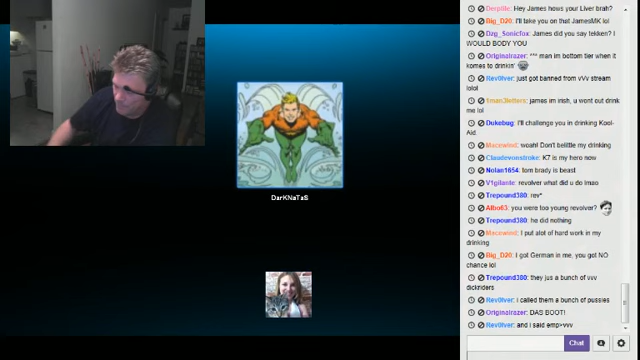 DarKNaTaS
Derpfile: Hey James hows your Liver brah?
Big_D20: I'll take you on that JamesMK lol
Dzg_Sonicfox: James did you say tekken? I
WOULD BODY YOU
Originalrazer: *** man im bottom tier when it
komes to drinkin'
Rev0lver: just got banned from vvv stream
lolol
1man3letters: james im irish, u wont out drink
me lol
Dukebug: I'll challenge you in drinking Kool-
Aid.
Macewind: woah! Don't belittle my drinking
Claudevonstroke: K7 is my hero now
Nolan1654: tom brady is beast
V1gilante: revolver what did u do lmao
Trepound380: rev*
Albo63: you were too young revolver?
Trepound380: he did nothing
Macewind: I put alot of hard work in my
drinking
Big_D20: I got German in me, you got NO
chance lol
Trepound380: they jus a bunch of vvv
dickriders
Rev0lver: i called them a bunch of pussies
Originalrazer: DAS BOOT!
Rev0lver: and i said emp>vvv
Chat